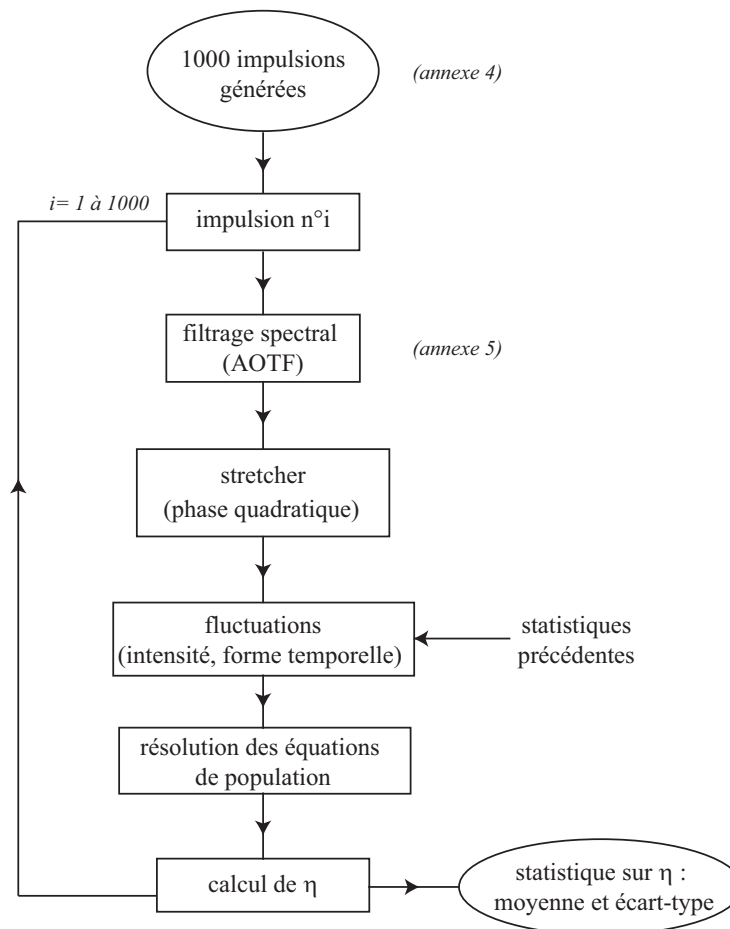 1000 impulsions
générées
(annexe 4)
i= 1 à 1000
impulsion n°i
filtrage spectral
(AOTF)
(annexe 5)
stretcher
(phase quadratique)
fluctuations
(intensité, forme temporelle)
statistiques
précédentes
résolution des équations
de population
calcul de η
statistique sur η :
moyenne et écart-type